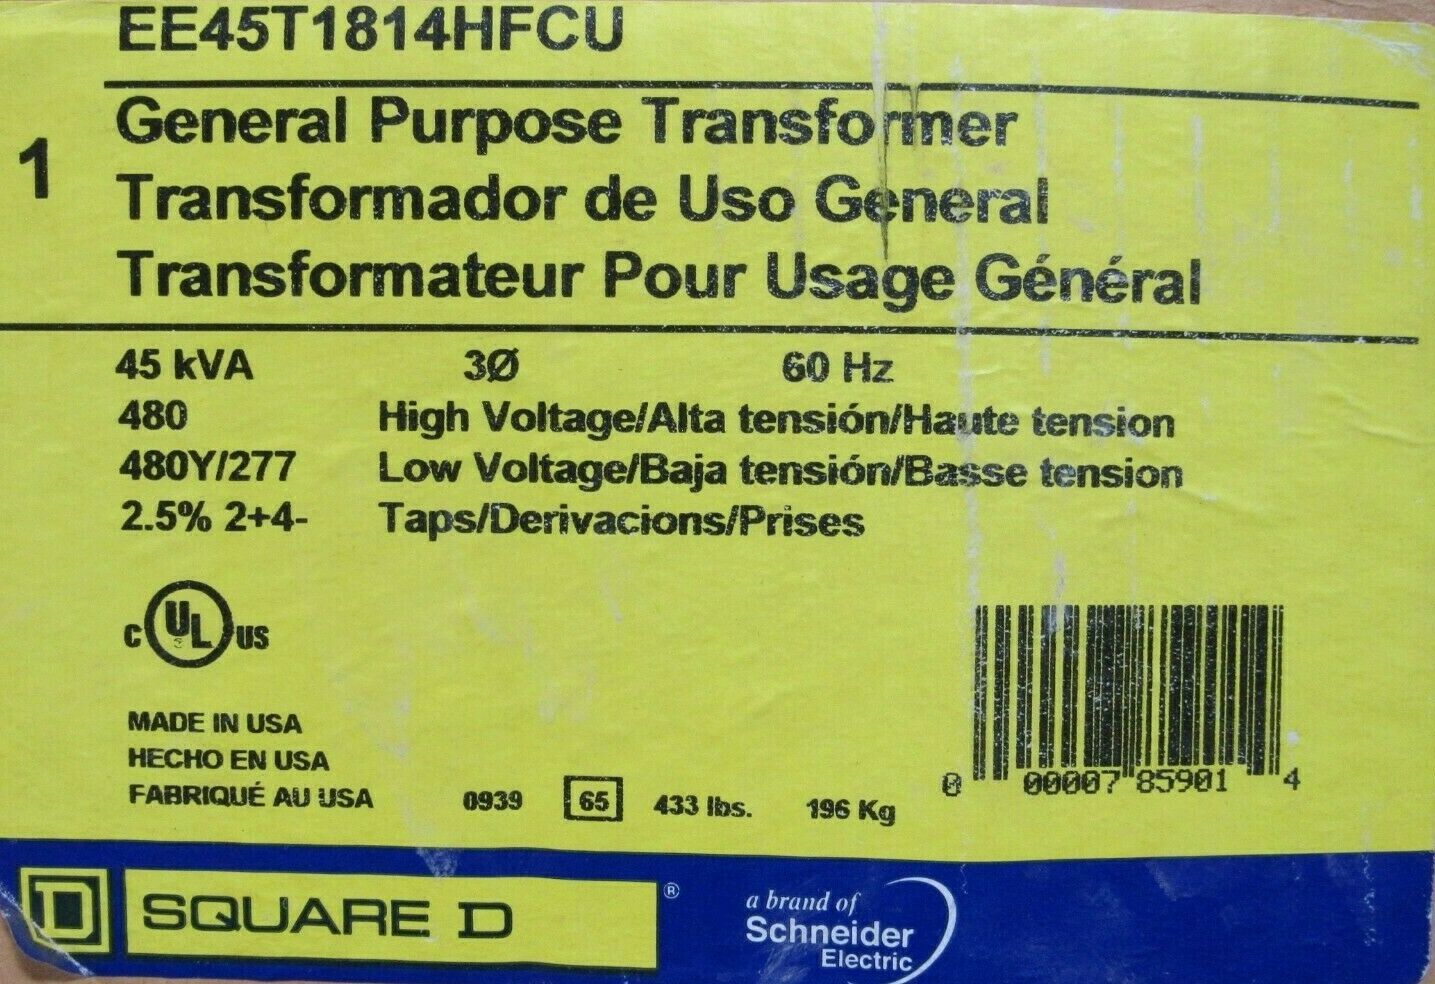 EE45T1814HFCU
1
General Purpose Transformer
Transformador de Uso General
Transformateur Pour Usage Général
45 kVA 3Ø 60 Hz
480 High Voltage/Alta tensión/Haute tension
480Y/277 Low Voltage/Baja tensión/Basse tension
2.5% 2+4- Taps/Derivacions/Prises
C UL US
MADE IN USA
HECHO EN USA
FABRIQUÉ AU USA 0939 65 433 lbs. 196 Kg
0 00007 85901 4
D SQUARE D ®
a brand of
Schneider
Electric